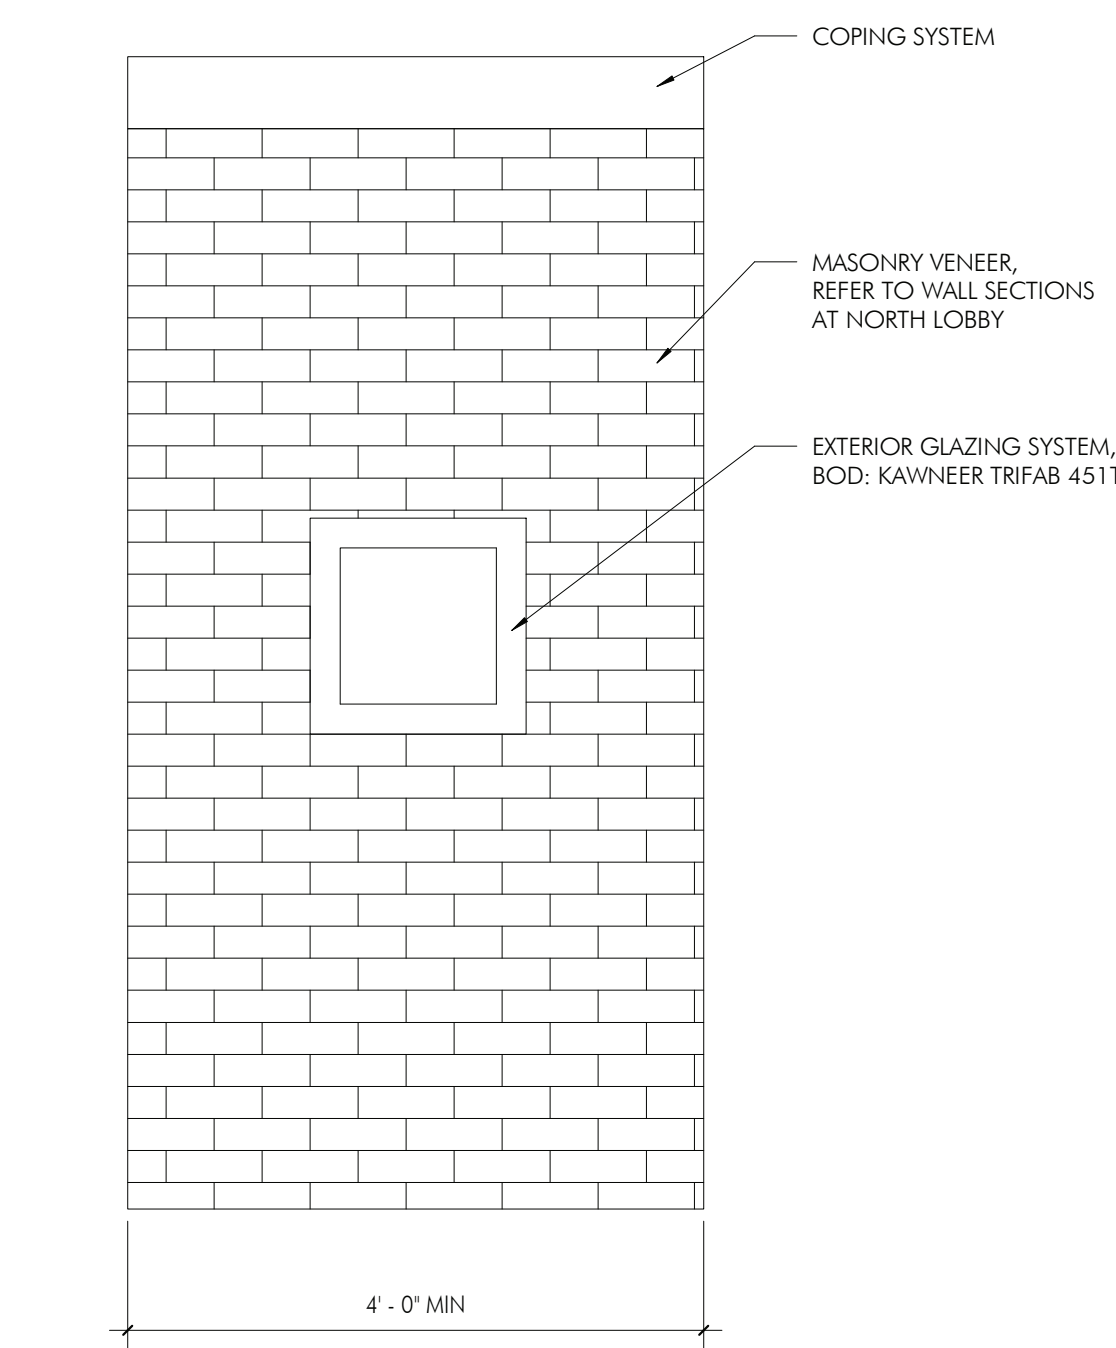 COPING SYSTEM
MASONRY VENEER,
REFER TO WALL SECTIONS
AT NORTH LOBBY
EXTERIOR GLAZING SYSTEM,
BOD: KAWNEER TRIFAB 451T
4' - 0" MIN